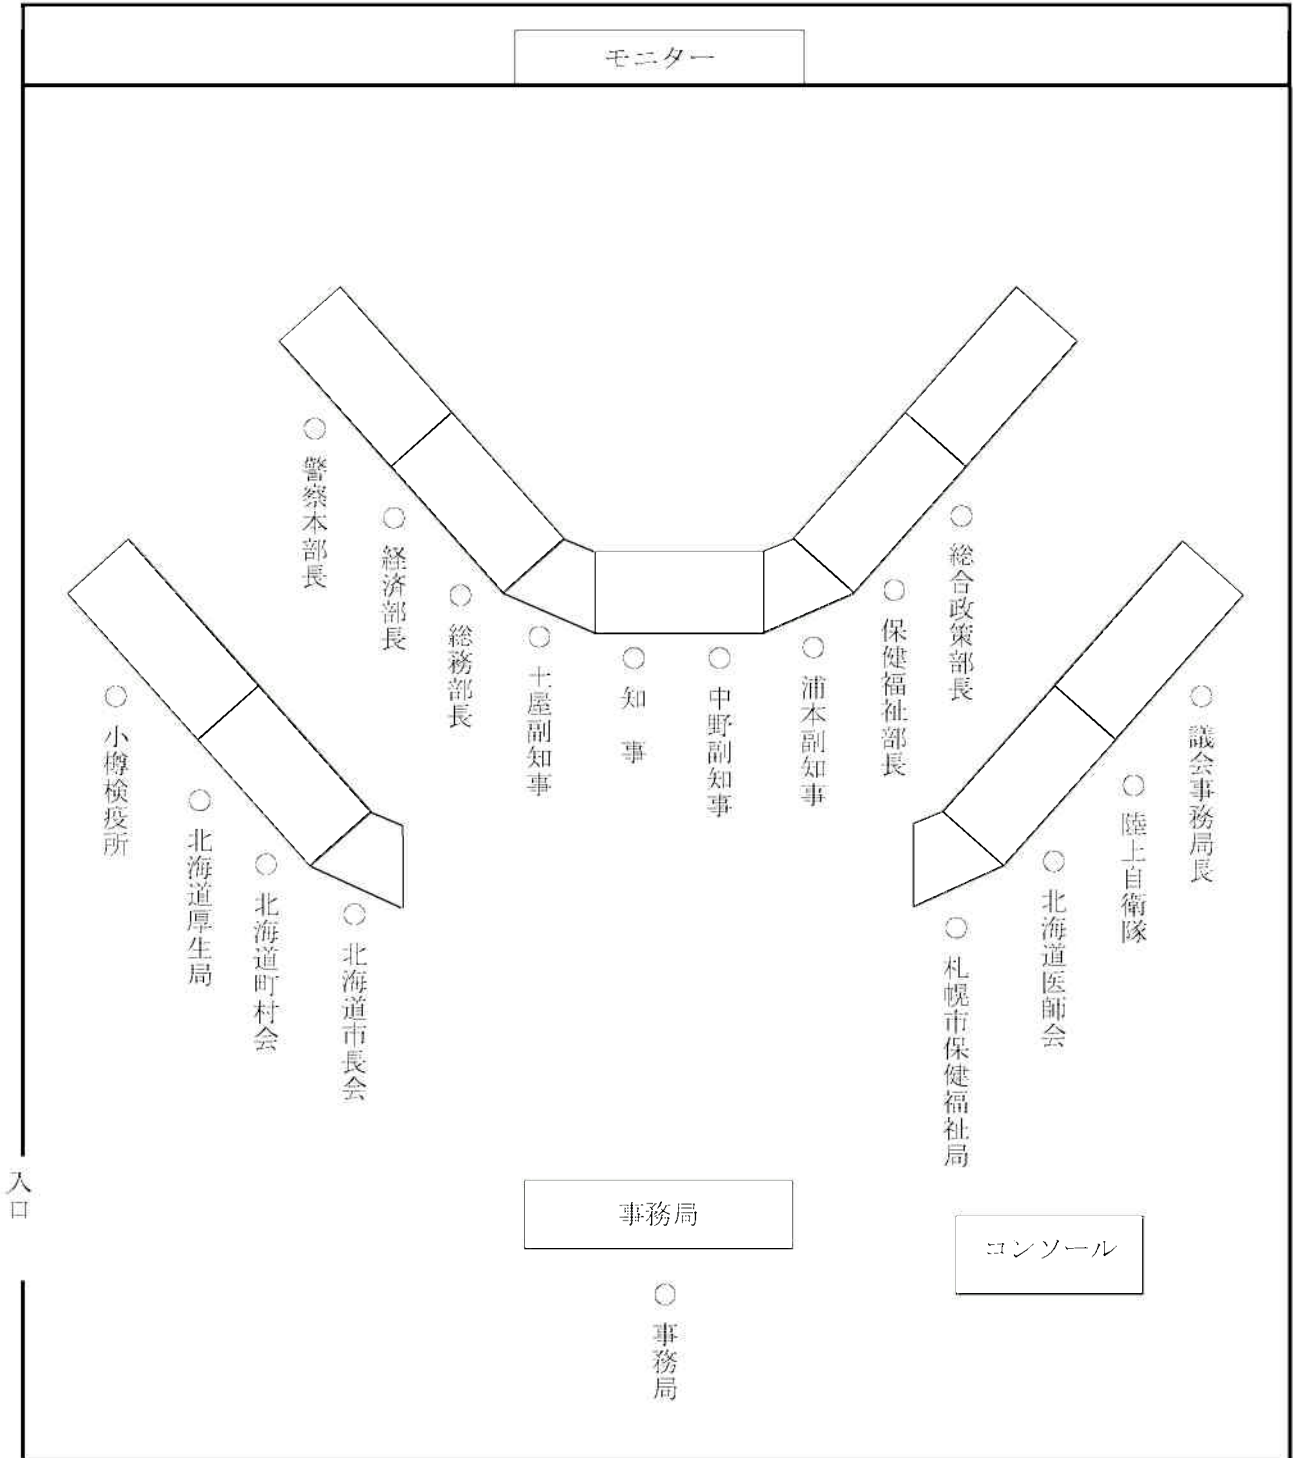 モニター
○ 警察本部長
○ 経済部長
○ 総務部長
○ 土屋副知事
○ 知　事
○ 中野副知事
○ 浦本副知事
○ 保健福祉部長
○ 総合政策部長
○ 小樽検疫所
○ 北海道厚生局
○ 北海道町村会
○ 北海道市長会
○ 札幌市保健福祉局
○ 北海道医師会
○ 陸上自衛隊
○ 議会事務局長
入口
事務局
コンソール
○ 事務局